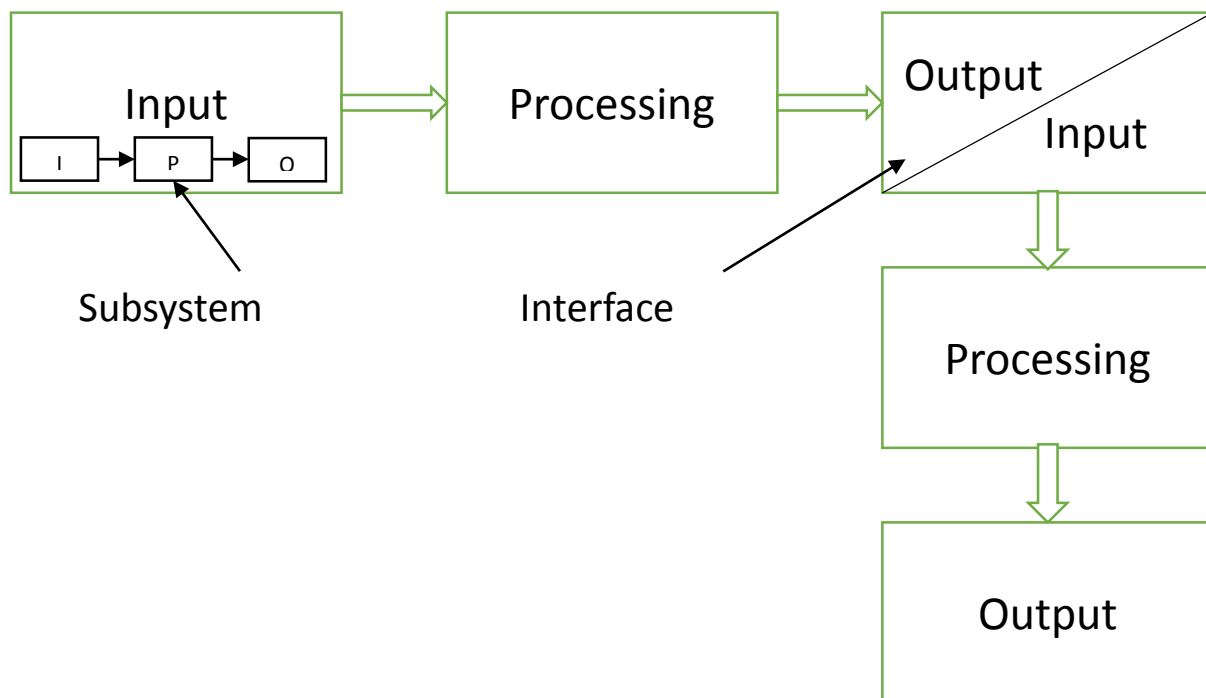 Input
I
P
O
Processing
Output
Input
Subsystem
Interface
Processing
Output